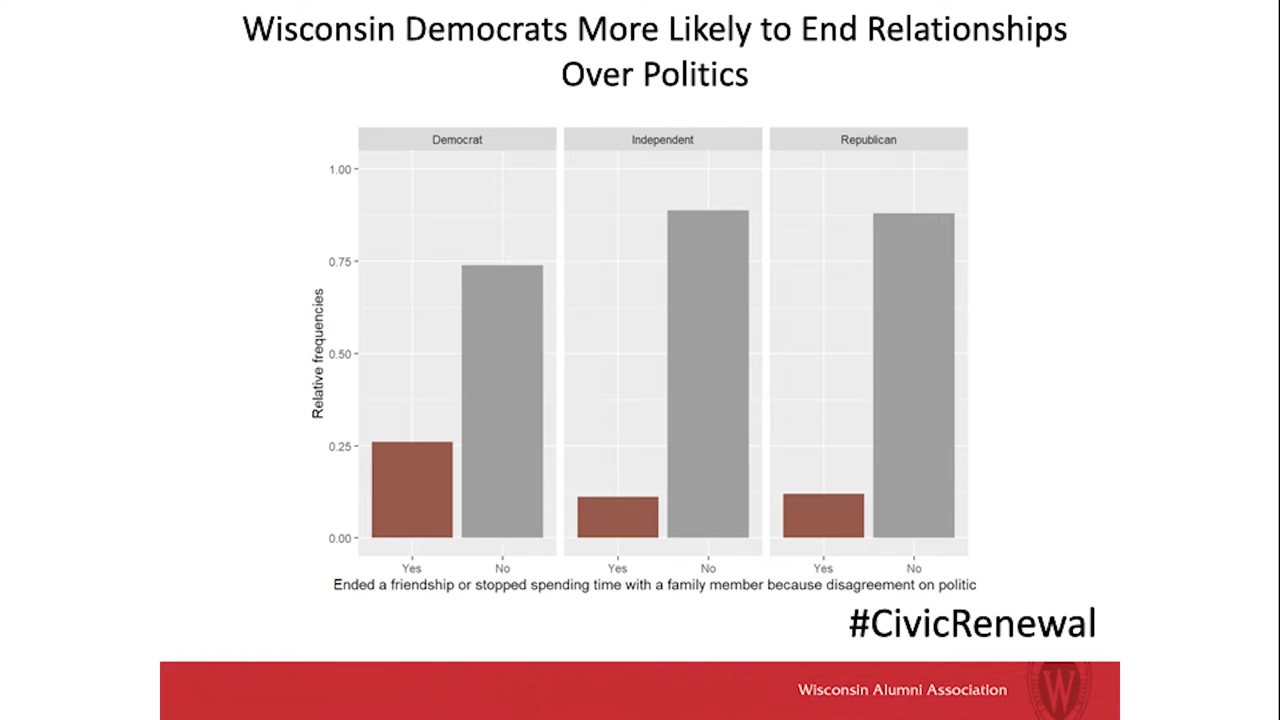 Wisconsin Democrats More Likely to End Relationships
Over Politics
Democrat
Independent
Republican
1.00
0.75
0.50
0.25
0.00
Relative frequencies
Yes
No
Yes
No
Yes
No
Ended a friendship or stopped spending time with a family member because disagreement on politic
#CivicRenewal
Wisconsin Alumni Association
W